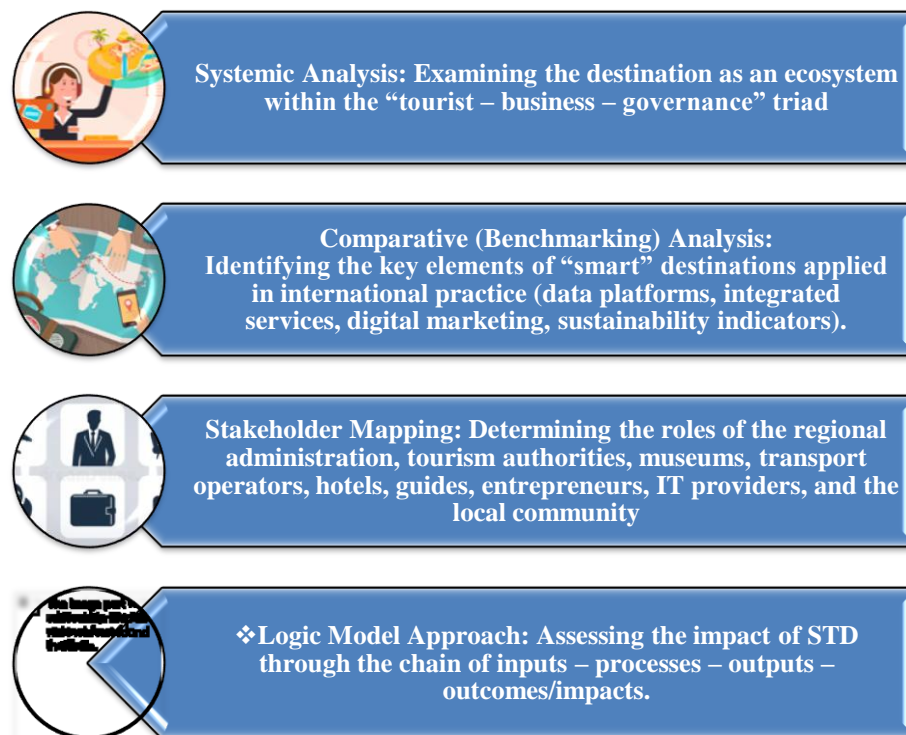 Systemic Analysis: Examining the destination as an ecosystem
within the “tourist – business – governance” triad
Comparative (Benchmarking) Analysis:
Identifying the key elements of “smart” destinations applied
in international practice (data platforms, integrated
services, digital marketing, sustainability indicators).
Stakeholder Mapping: Determining the roles of the regional
administration, tourism authorities, museums, transport
operators, hotels, guides, entrepreneurs, IT providers, and the
local community
❖Logic Model Approach: Assessing the impact of STD
through the chain of inputs – processes – outputs –
outcomes/impacts.
The image part